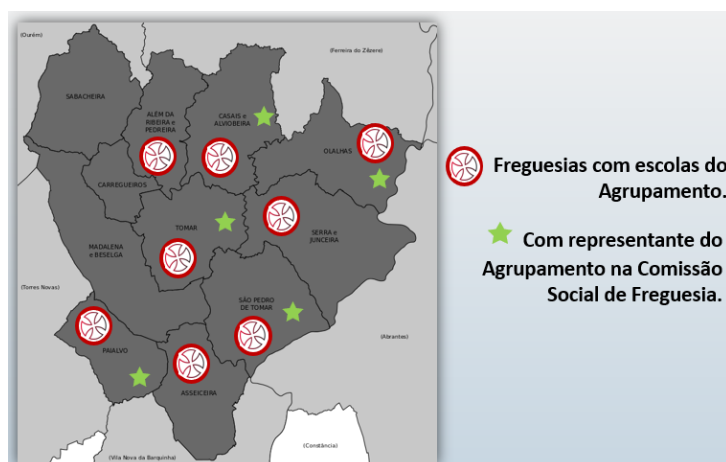 (Ourém)
(Ferreira do Zêzere)
SABACHEIRA
ALÉM DA
RIBEIRA e
PEDREIRA
CASAIS e
ALVIOBEIRA
OLALHAS
CARREGUEIROS
TOMAR
SERRA e
JUNCEIRA
MADALENA
e BESELGA
(Torres Novas)
SÃO PEDRO
DE TOMAR
(Abrantes)
PAIALVO
ASSEICEIRA
(Constância)
(Vila Nova da Barquinha)
Freguesias com escolas do
Agrupamento.
Com representante do
Agrupamento na Comissão
Social de Freguesia.